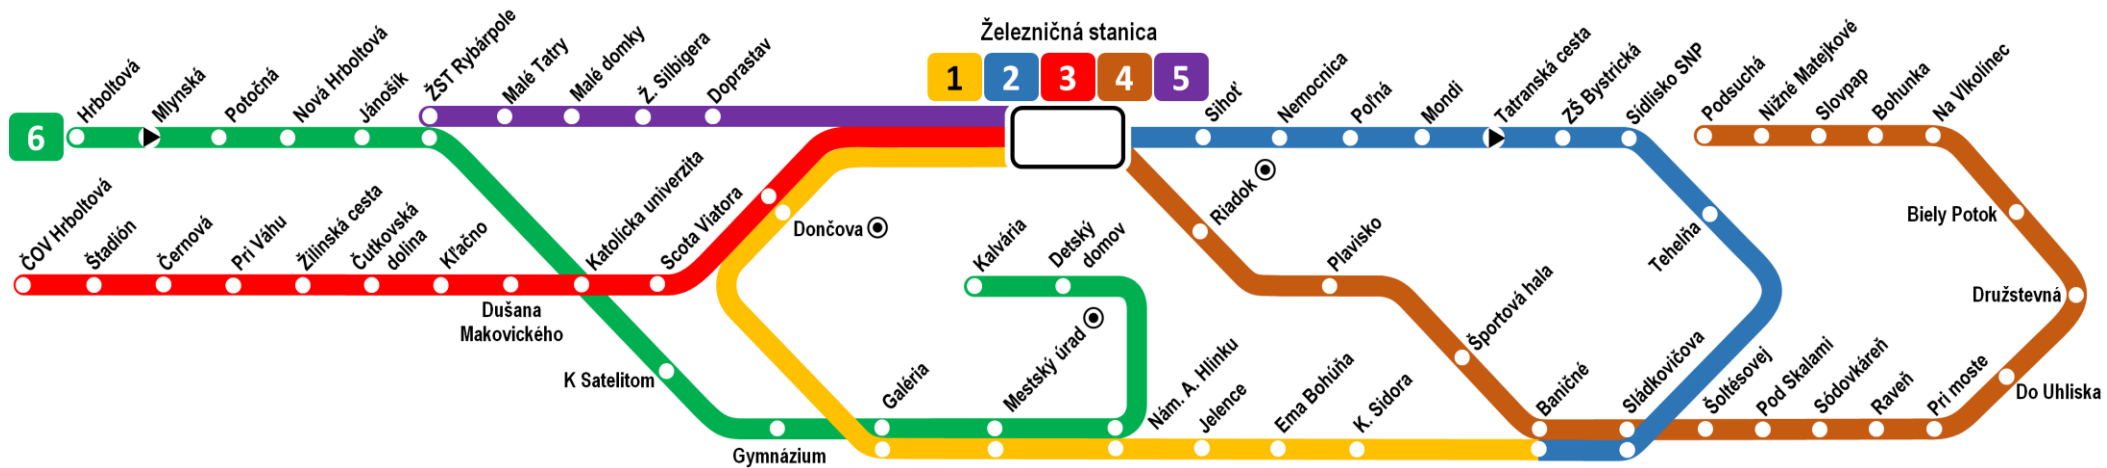 Železničná stanica
1 2 3 4 5
6
Hrboltová
Mlynská
Potočná
Nová Hrboltová
Jánošík
ŽST Rybárpole
Malé Tatry
Malé domky
Ž. Silbigera
Doprastav
Sihoť
Nemocnica
Poľná
Mondi
Tatranská cesta
ZŠ Bystrická
Sídlisko SNP
Podsuchá
Nižné Matejkové
Slovpap
Bohunka
Na Vlkolínec
ČOV Hrboltová
Štadión
Černová
Pri Váhu
Žilinská cesta
Čutkovská
dolina
Kľačno
Dušana
Makovického
Katolícka univerzita
Scota Viatora
Dončova
Kalvária
Detský
domov
Riadok
Plavisko
Športová hala
Tehelňa
Biely Potok
Družstevná
Do Uhliska
K Satelitom
Gymnázium
Galéria
Mestský úrad
Nám. A. Hlinku
Jelence
Ema Bohúňa
K. Sidora
Baničné
Sládkovičova
Šoltésovej
Pod Skalami
Sódovkáreň
Raveň
Pri moste